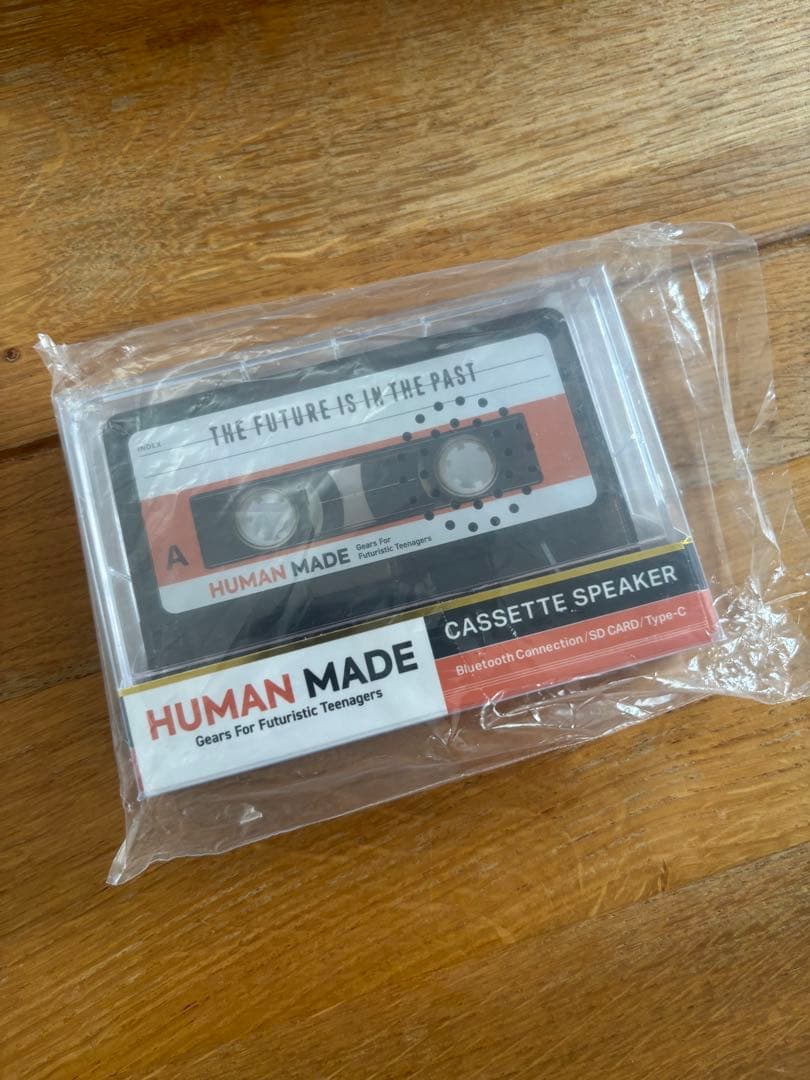 INDEX
THE FUTURE IS IN THE PAST
A
HUMAN MADE
Gears For
Futuristic Teenagers
CASSETTE SPEAKER
Bluetooth Connection/SD CARD/Type-C
HUMAN MADE
Gears For Futuristic Teenagers